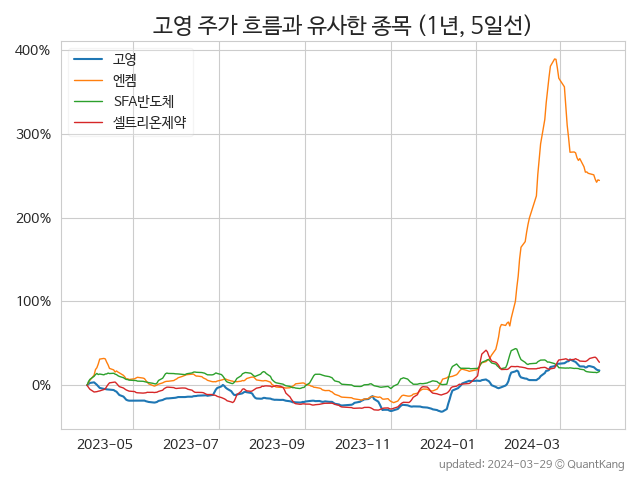 고영 주가 흐름과 유사한 종목 (1년, 5일선)
400%
300%
200%
100%
0%
고영
엔켐
SFA반도체
셀트리온제약
2023-05
2023-07
2023-09
2023-11
2024-01
2024-03
updated: 2024-03-29 © QuantKang